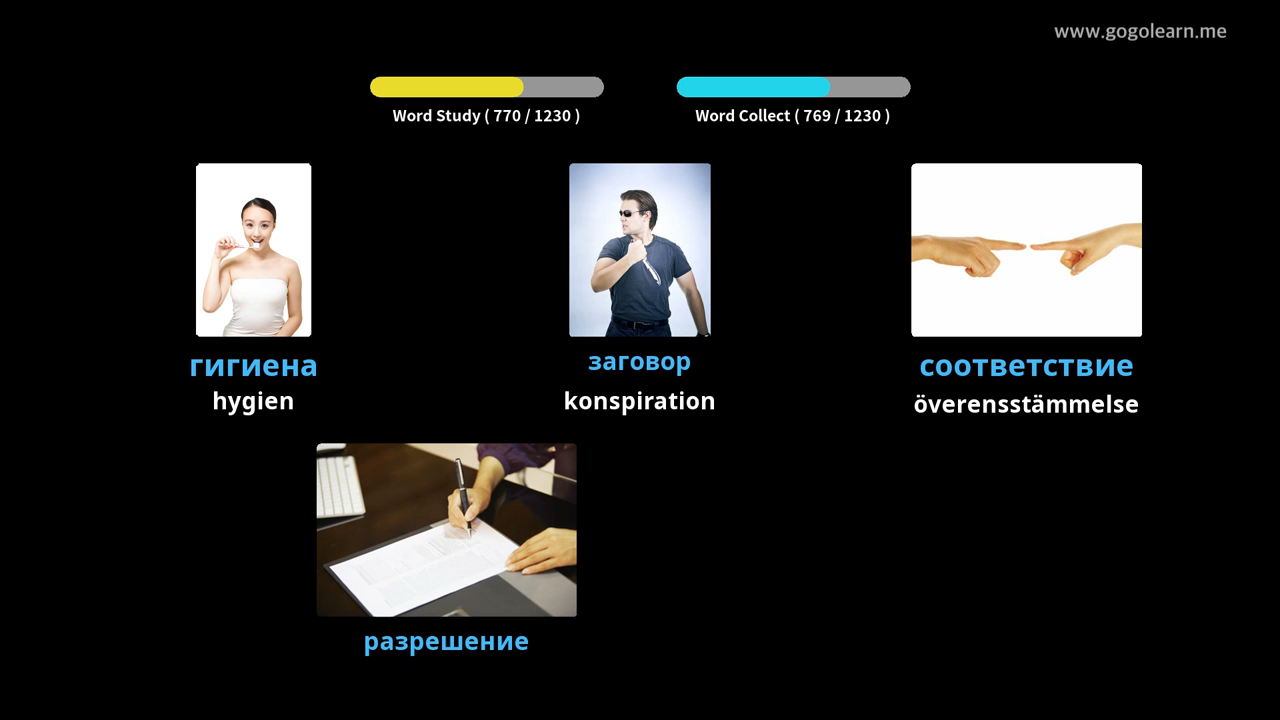 www.gogolearn.me
Word Study ( 770 / 1230 )
Word Collect ( 769 / 1230 )
гигиена
hygien
заговор
konspiration
соответствие
överensstämmelse
разрешение